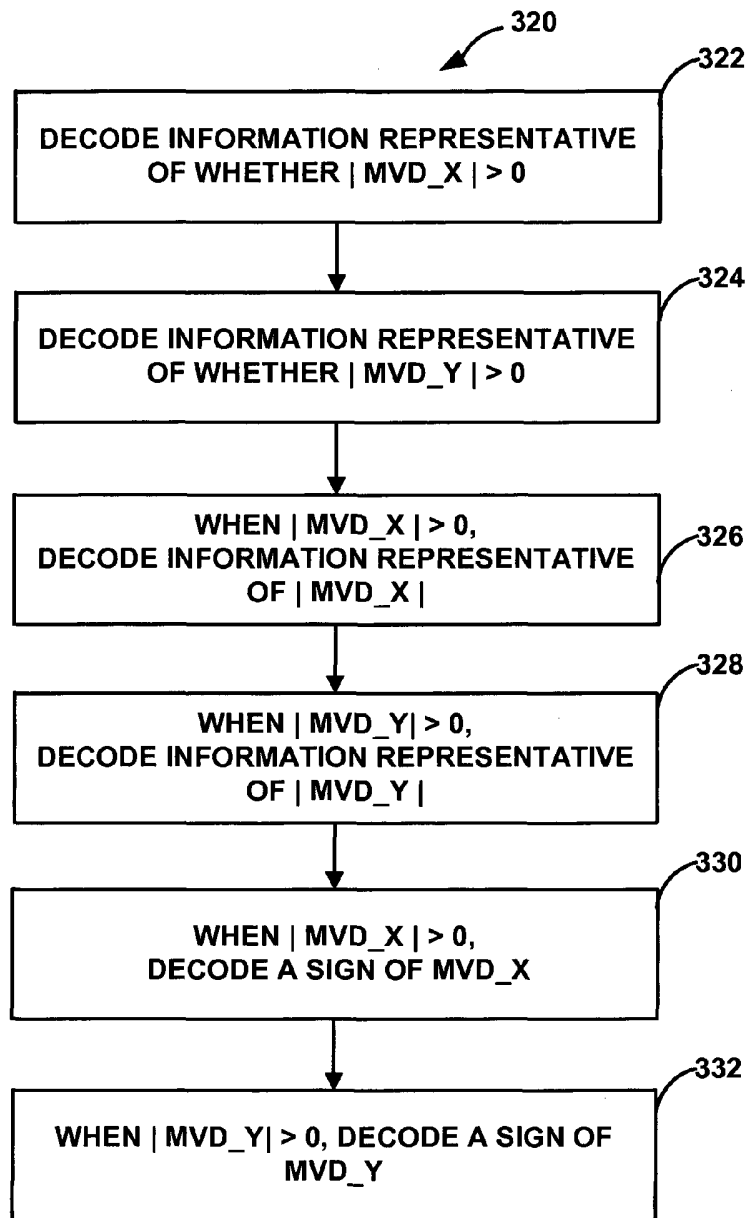 320
322
DECODE INFORMATION REPRESENTATIVE
OF WHETHER | MVD_X | > 0
324
DECODE INFORMATION REPRESENTATIVE
OF WHETHER | MVD_Y | > 0
326
WHEN | MVD_X | > 0,
DECODE INFORMATION REPRESENTATIVE
OF | MVD_X |
328
WHEN | MVD_Y| > 0,
DECODE INFORMATION REPRESENTATIVE
OF | MVD_Y |
330
WHEN | MVD_X | > 0,
DECODE A SIGN OF MVD_X
332
WHEN | MVD_Y| > 0, DECODE A SIGN OF
MVD_Y